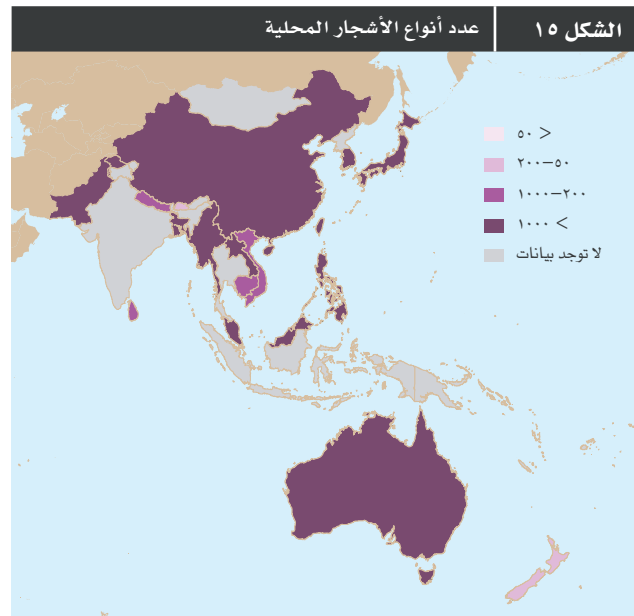 الشكل ١٥
عدد أنواع الأشجار المحلية
٥٠ >
٢٠٠–٥٠
١٠٠٠–٢٠٠
١٠٠٠ <
لا توجد بيانات